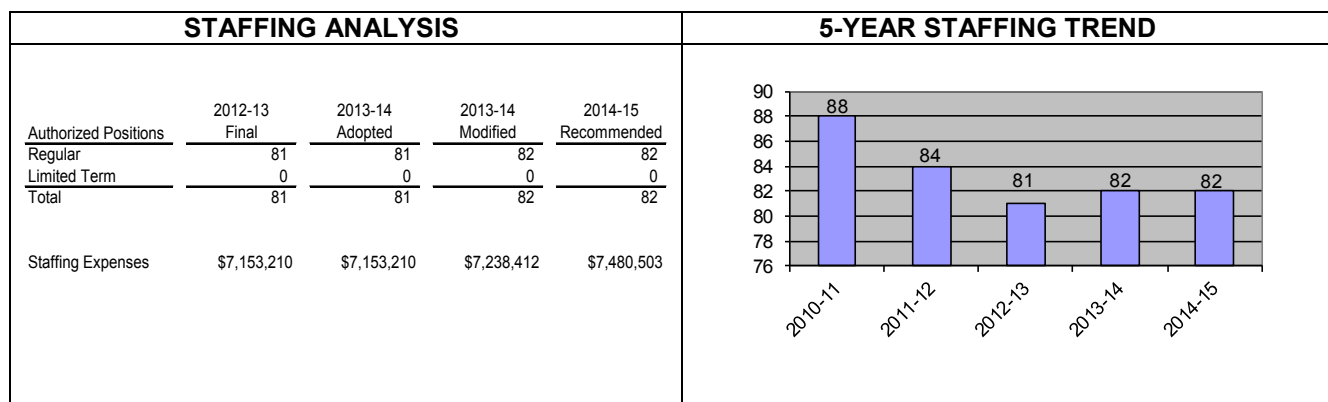 STAFFING ANALYSIS
2012-13 2013-14 2013-14 2014-15
Authorized Positions Final Adopted Modified Recommended
Regular 81 81 82 82
Limited Term 0 0 0 0
Total 81 81 82 82
Staffing Expenses $7,153,210 $7,153,210 $7,238,412 $7,480,503
5-YEAR STAFFING TREND
90
88
86
84
82
80
78
76
88
84
81
82
82
2010-11
2011-12
2012-13
2013-14
2014-15